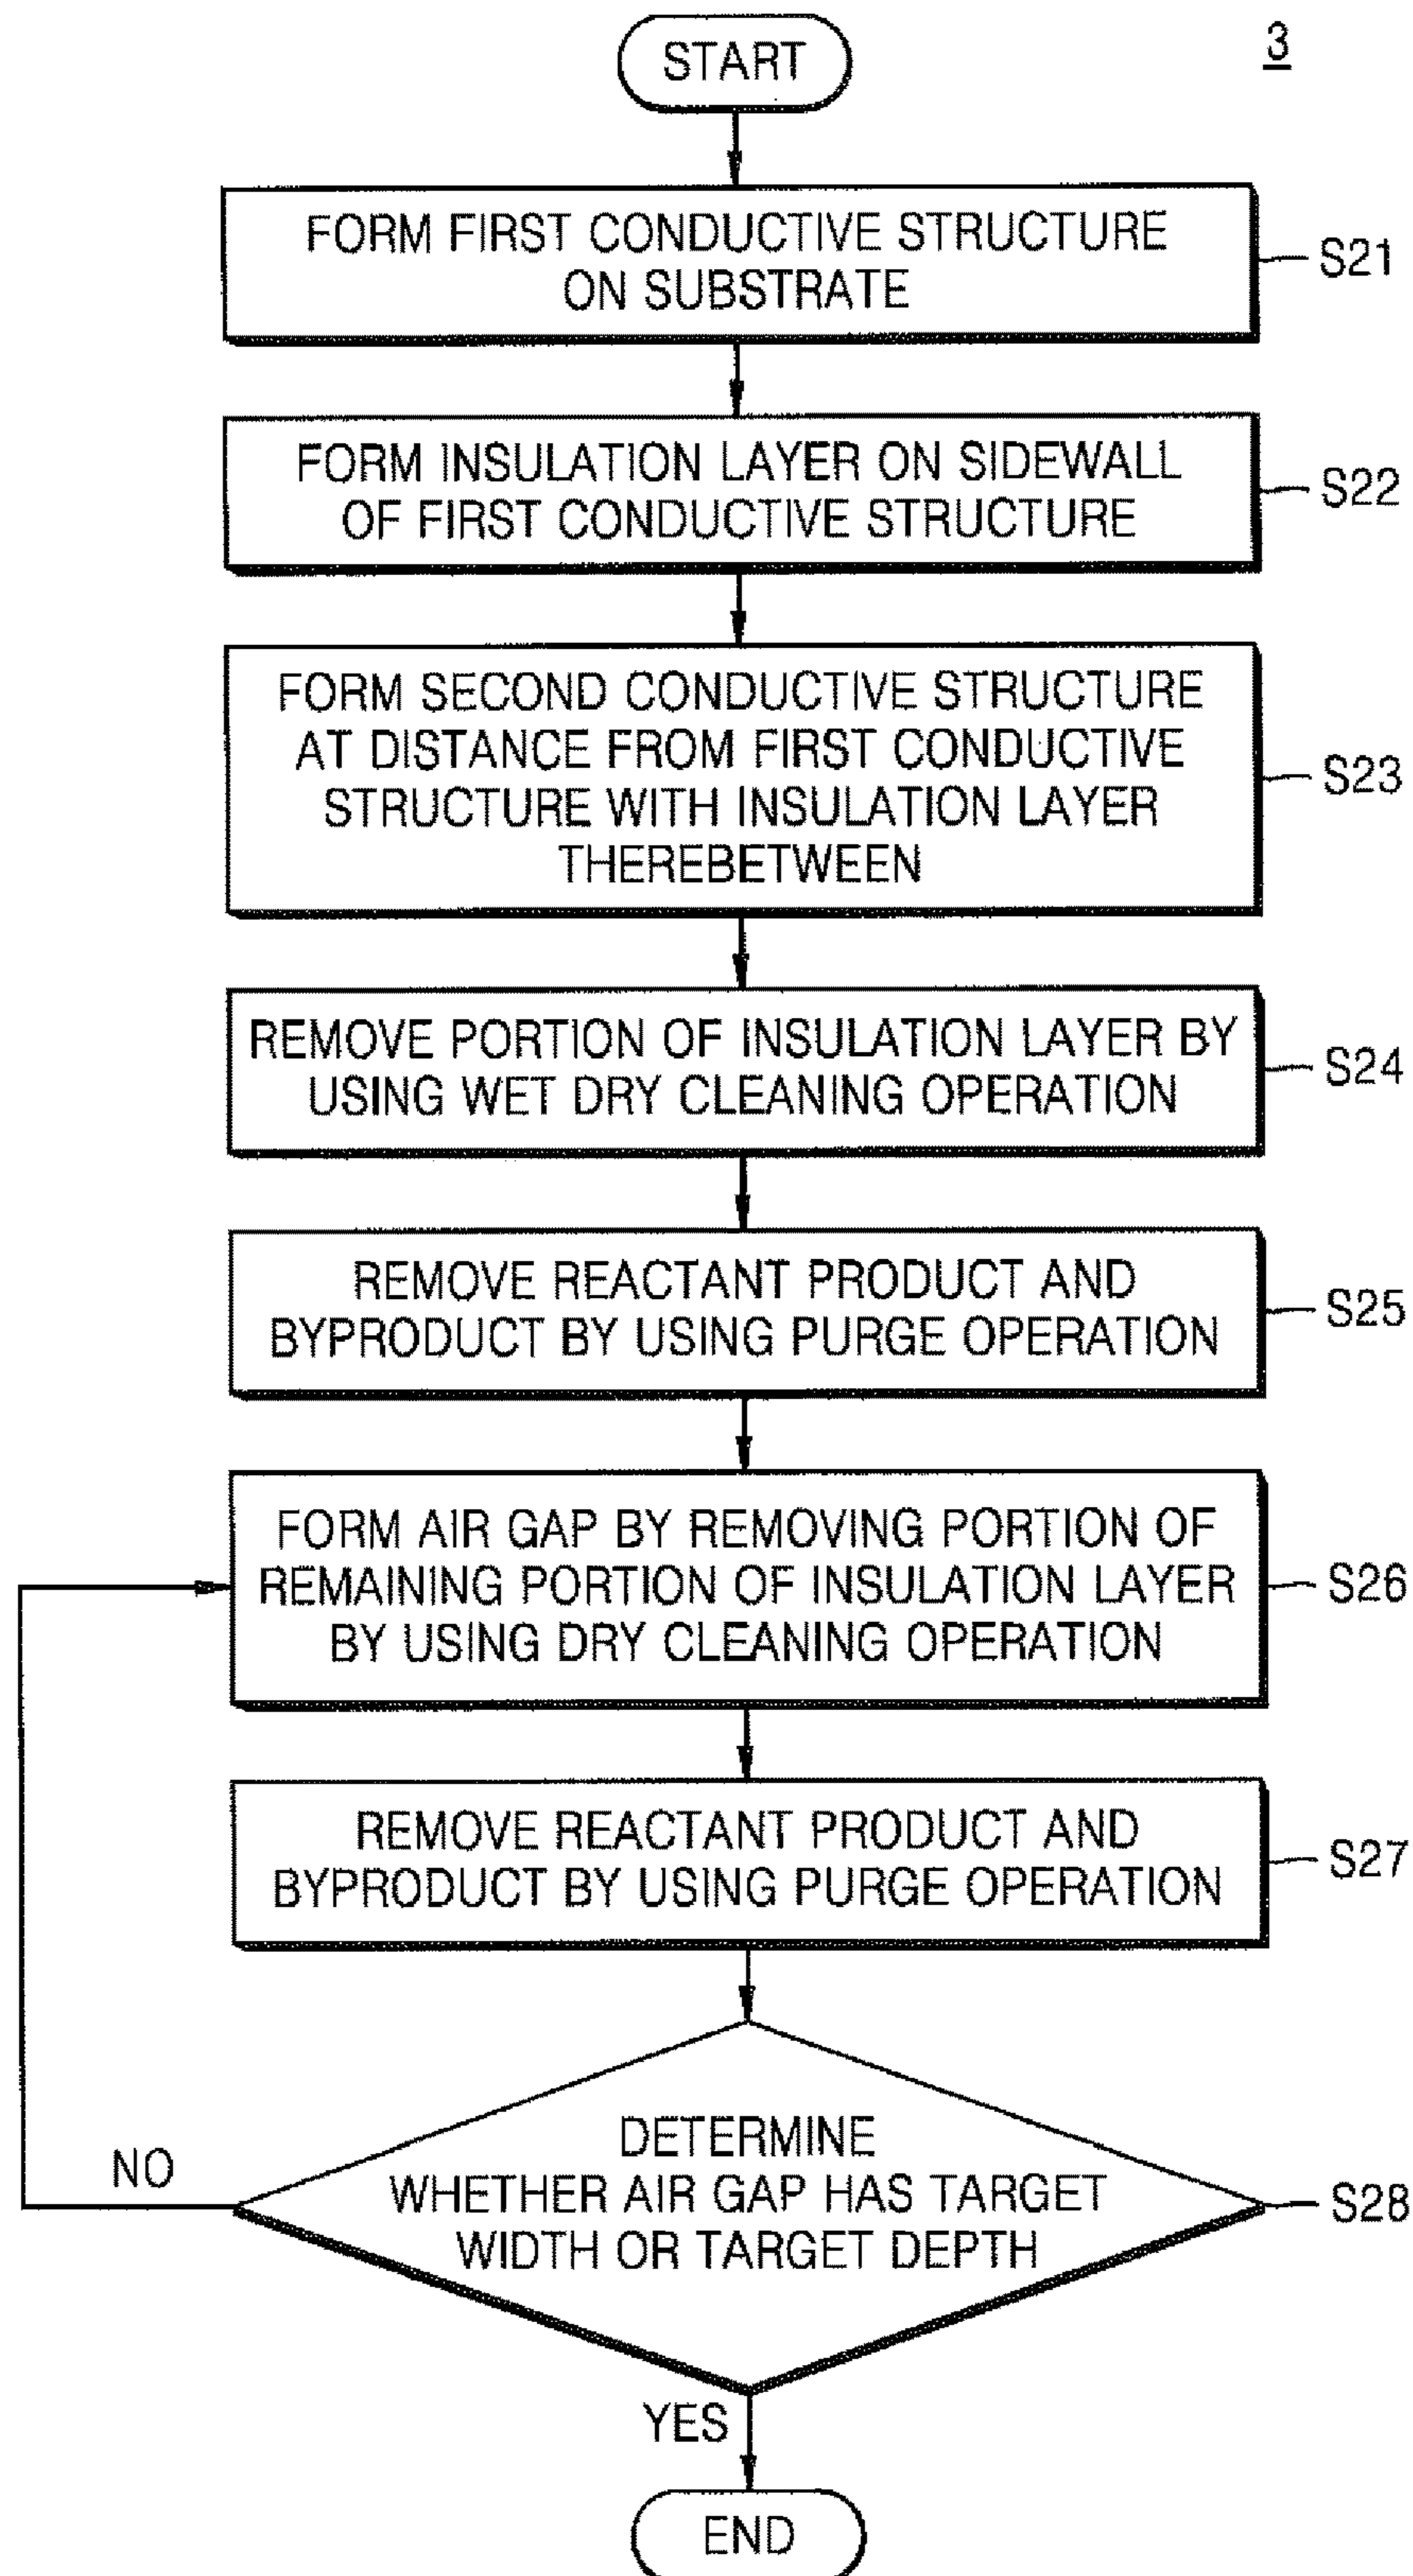 3
START
FORM FIRST CONDUCTIVE STRUCTURE
ON SUBSTRATE
S21
FORM INSULATION LAYER ON SIDEWALL
OF FIRST CONDUCTIVE STRUCTURE
S22
FORM SECOND CONDUCTIVE STRUCTURE
AT DISTANCE FROM FIRST CONDUCTIVE
STRUCTURE WITH INSULATION LAYER
THEREBETWEEN
S23
REMOVE PORTION OF INSULATION LAYER BY
USING WET DRY CLEANING OPERATION
S24
REMOVE REACTANT PRODUCT AND
BYPRODUCT BY USING PURGE OPERATION
S25
FORM AIR GAP BY REMOVING PORTION OF
REMAINING PORTION OF INSULATION LAYER
BY USING DRY CLEANING OPERATION
S26
REMOVE REACTANT PRODUCT AND
BYPRODUCT BY USING PURGE OPERATION
S27
DETERMINE
WHETHER AIR GAP HAS TARGET
WIDTH OR TARGET DEPTH
S28
NO
YES
END